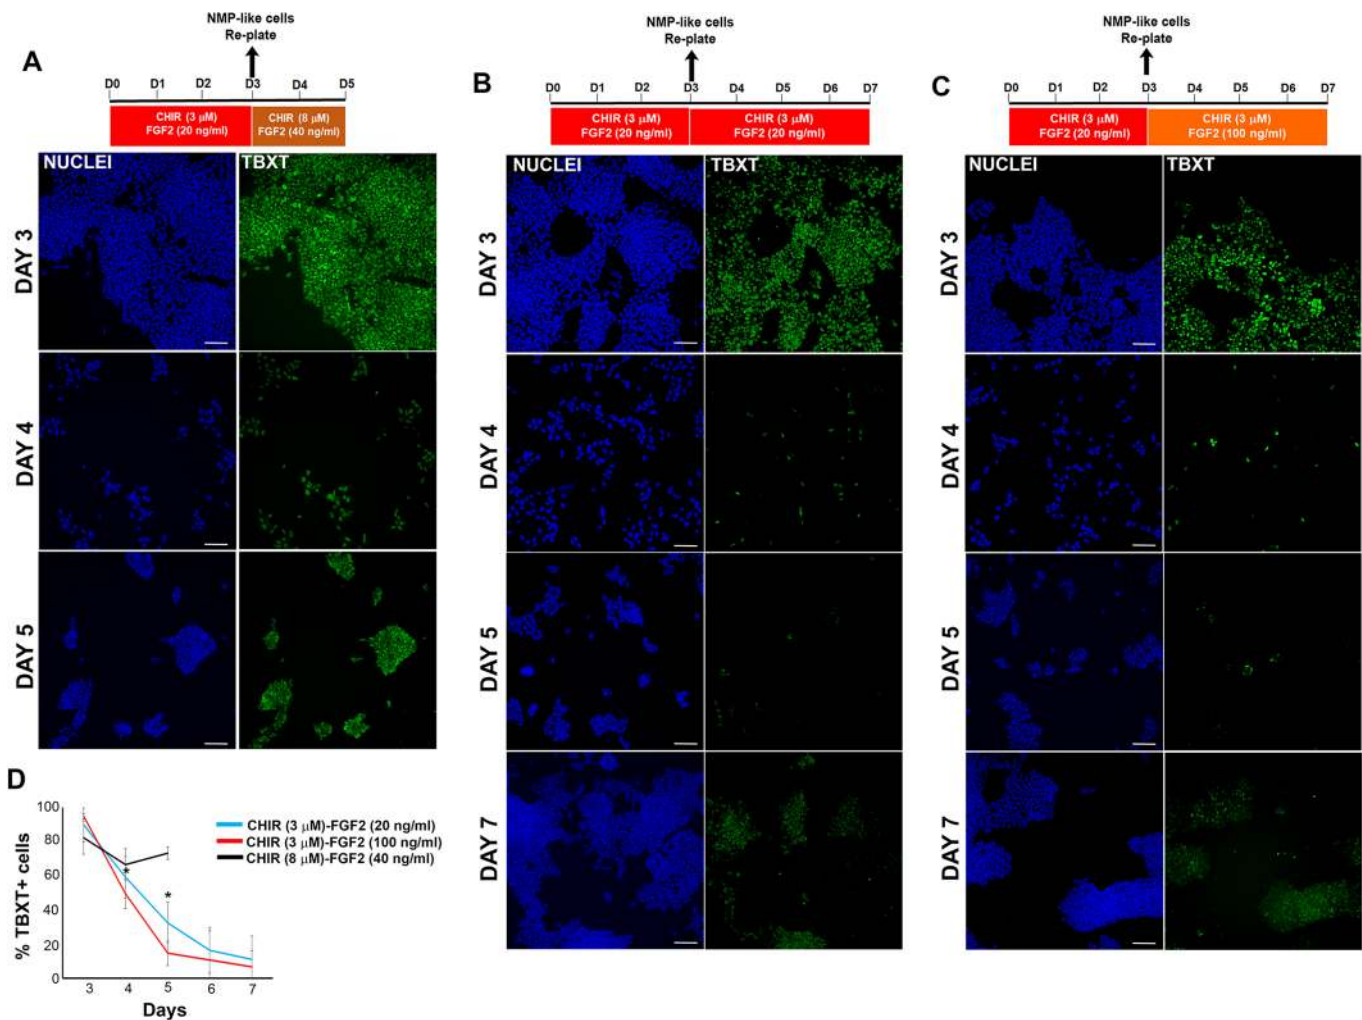 A
NMP-like cells
Re-plate
D0 D1 D2 D3 D4 D5
CHIR (3 μM)
FGF2 (20 ng/ml)
CHIR (8 μM)
FGF2 (40 ng/ml)
NUCLEI TBXT
DAY 3
DAY 4
DAY 5
B
NMP-like cells
Re-plate
D0 D1 D2 D3 D4 D5 D6 D7
CHIR (3 μM)
FGF2 (20 ng/ml)
CHIR (3 μM)
FGF2 (20 ng/ml)
NUCLEI TBXT
DAY 3
DAY 4
DAY 5
DAY 7
C
NMP-like cells
Re-plate
D0 D1 D2 D3 D4 D5 D6 D7
CHIR (3 μM)
FGF2 (20 ng/ml)
CHIR (3 μM)
FGF2 (100 ng/ml)
NUCLEI TBXT
DAY 3
DAY 4
DAY 5
DAY 7
D
% TBXT+ cells
100
80
60
40
20
0
* *
3 4 5 6 7
Days
CHIR (3 μM)-FGF2 (20 ng/ml)
CHIR (3 μM)-FGF2 (100 ng/ml)
CHIR (8 μM)-FGF2 (40 ng/ml)